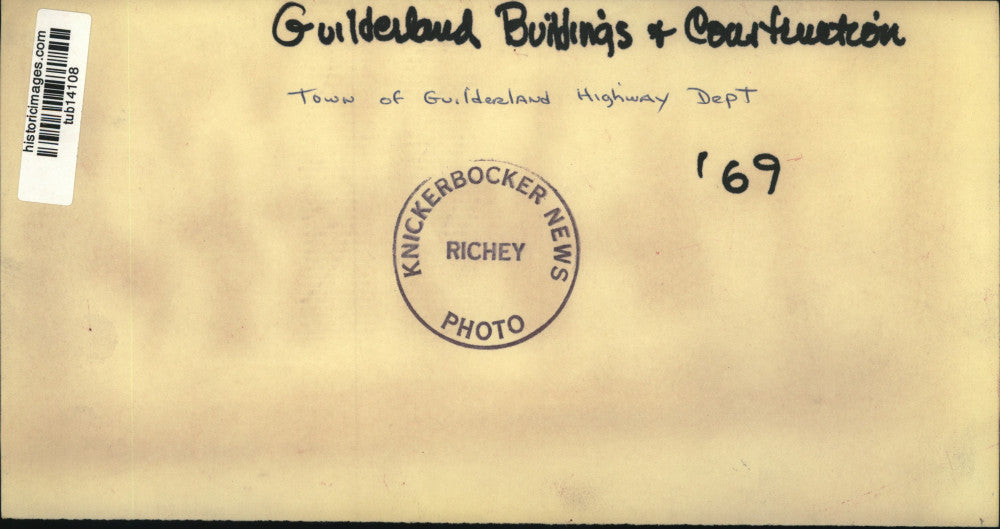 Guilderland Buildings & Construction
Town of Guilderland Highway Dept
'69
KNICKERBOCKER NEWS
RICHEY
PHOTO
historicimages.com
tub14108